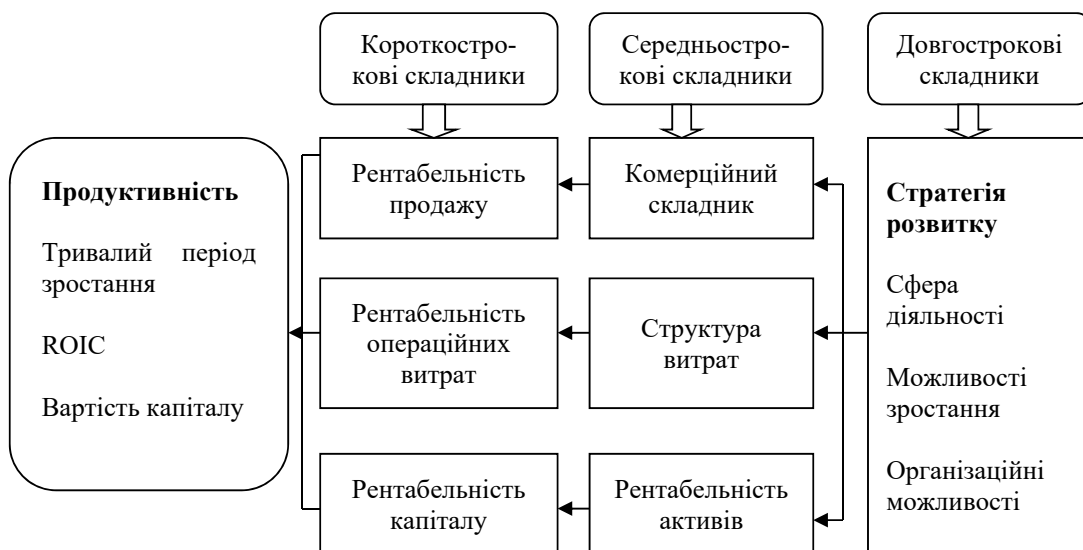 Короткостро-
кові складники
Середньостро-
кові складники
Довгострокові
складники
Продуктивність
Тривалий період
зростання
ROIC
Вартість капіталу
Рентабельність
продажу
Комерційний
складник
Рентабельність
операційних
витрат
Структура
витрат
Рентабельність
капіталу
Рентабельність
активів
Стратегія
розвитку
Сфера
діяльності
Можливості
зростання
Організаційні
можливості